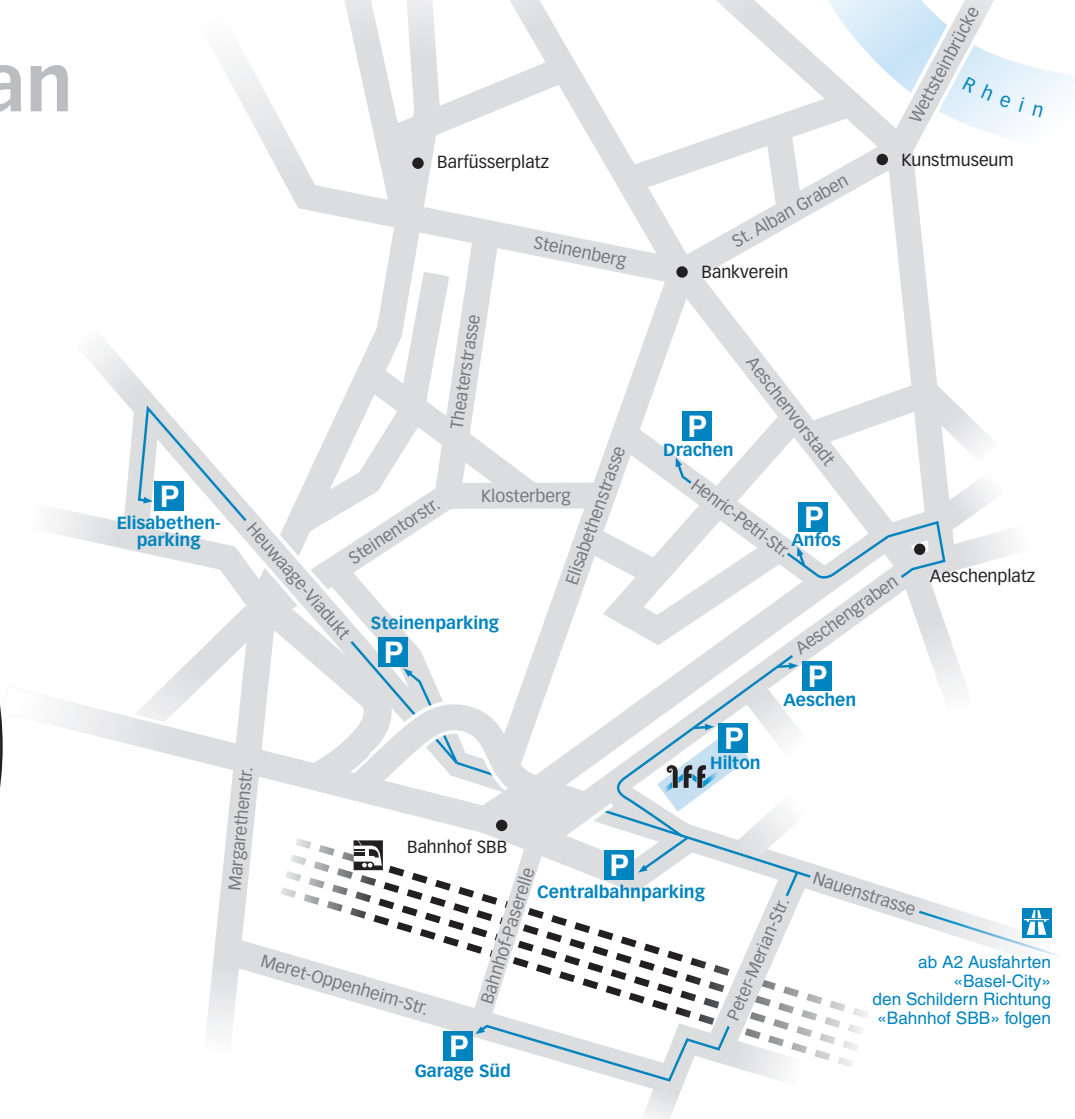 an
Wettsteinbrücke
Rhein
Barfüsserplatz
Kunstmuseum
St. Alban Graben
Steinenberg
Bankverein
Theaterstrasse
Aeschenvorstadt
P
Drachen
P
Elisabethen-
parking
Klosterberg
Henric-Petri-Str.
P
Anfos
Steinentorstr.
Elisabethenstrasse
Heuwaage-Viadukt
Aeschenplatz
Steinenparking
P
Aeschengraben
P
Aeschen
P
Hilton
Iff
Margarethenstr.
Bahnhof SBB
P
Centralbahnparking
Nauenstrasse
Bahnhof-Paserelle
Peter-Merian-Str.
ab A2 Ausfahrten
«Basel-City»
den Schildern Richtung
«Bahnhof SBB» folgen
Meret-Oppenheim-Str.
P
Garage Süd